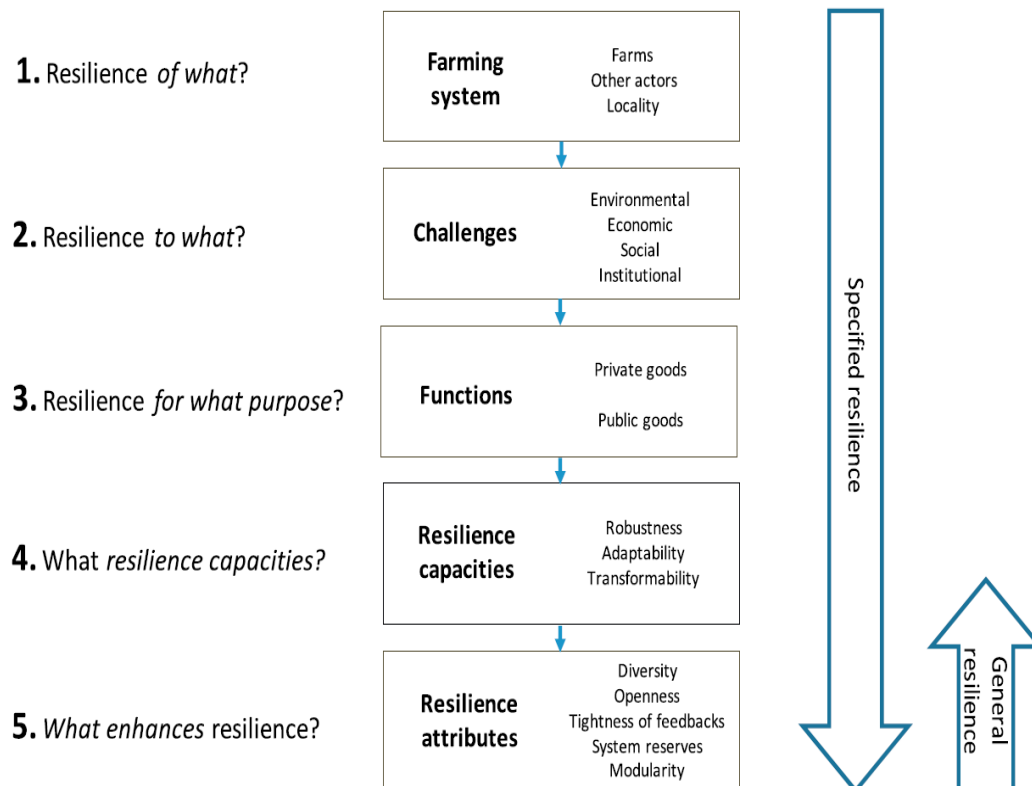 1. Resilience of what?
Farming
system
Farms
Other actors
Locality
2. Resilience to what?
Challenges
Environmental
Economic
Social
Institutional
3. Resilience for what purpose?
Functions
Private goods
Public goods
4. What resilience capacities?
Resilience
capacities
Robustness
Adaptability
Transformability
5. What enhances resilience?
Resilience
attributes
Diversity
Openness
Tightness of feedbacks
System reserves
Modularity
Specified resilience
General
resilience